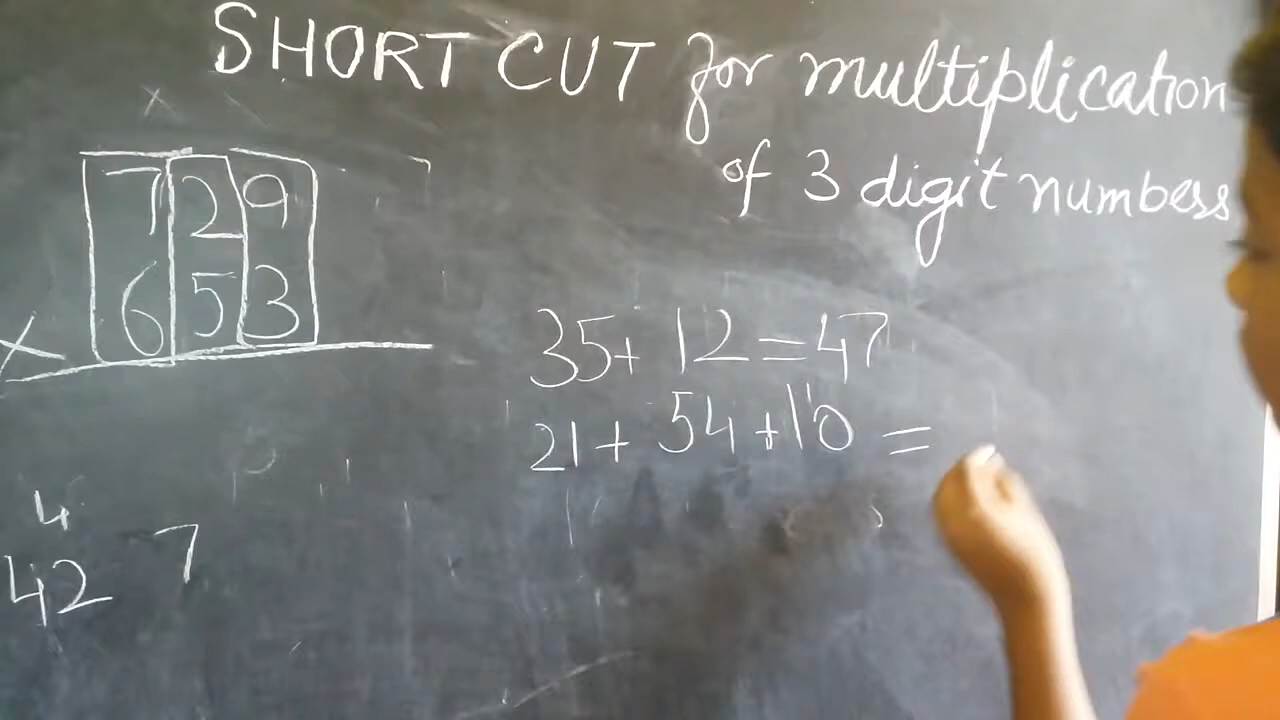 SHORT CUT for multiplication
of 3 digit numbers
729
× 653
35+ 12 = 47
21 + 54 + 10 =
4
42 7